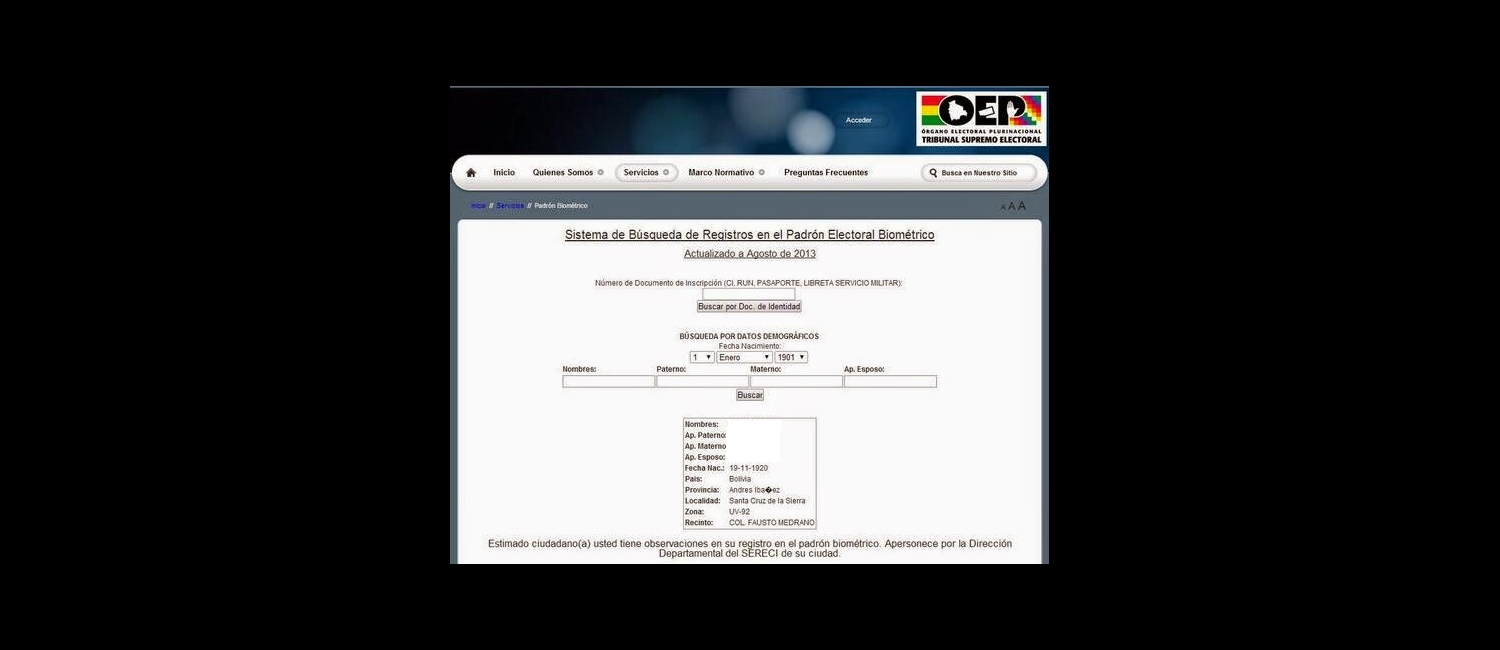 Acceder
OEP
ÓRGANO ELECTORAL PLURINACIONAL
TRIBUNAL SUPREMO ELECTORAL
Inicio Quienes Somos Servicios Marco Normativo Preguntas Frecuentes Busca en Nuestro Sitio
Inicio // Servicios // Padrón Biométrico A A A
Sistema de Búsqueda de Registros en el Padrón Electoral Biométrico
Actualizado a Agosto de 2013
Número de Documento de Inscripción (CI, RUN, PASAPORTE, LIBRETA SERVICIO MILITAR):
Buscar por Doc. de Identidad
BÚSQUEDA POR DATOS DEMOGRÁFICOS
Fecha Nacimiento:
1 Enero 1901
Nombres: Paterno: Materno: Ap. Esposo:
Buscar
Nombres:
Ap. Paterno:
Ap. Materno
Ap. Esposo:
Fecha Nac.: 19-11-1920
Pais: Bolivia
Provincia: Andres Iba�ez
Localidad: Santa Cruz de la Sierra
Zona: UV-92
Recinto: COL. FAUSTO MEDRANO
Estimado ciudadano(a) usted tiene observaciones en su registro en el padrón biométrico. Apersonece por la Dirección
Departamental del SERECI de su ciudad.